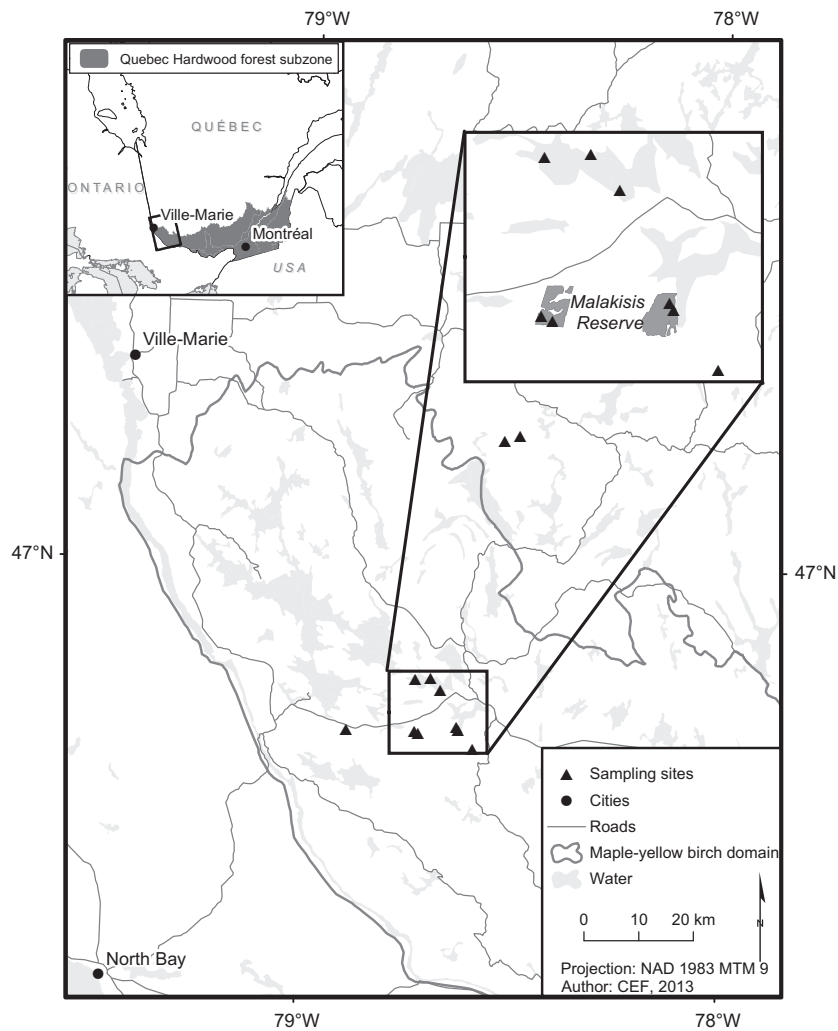 79°W
78°W
Quebec Hardwood forest subzone
QUÉBEC
ONTARIO
Ville-Marie
Montréal
USA
Malakisis
Reserve
Ville-Marie
47°N
47°N
Sampling sites
Cities
Roads
Maple-yellow birch domain
Water
N
0 10 20 km
Projection: NAD 1983 MTM 9
Author: CEF, 2013
North Bay
79°W
78°W